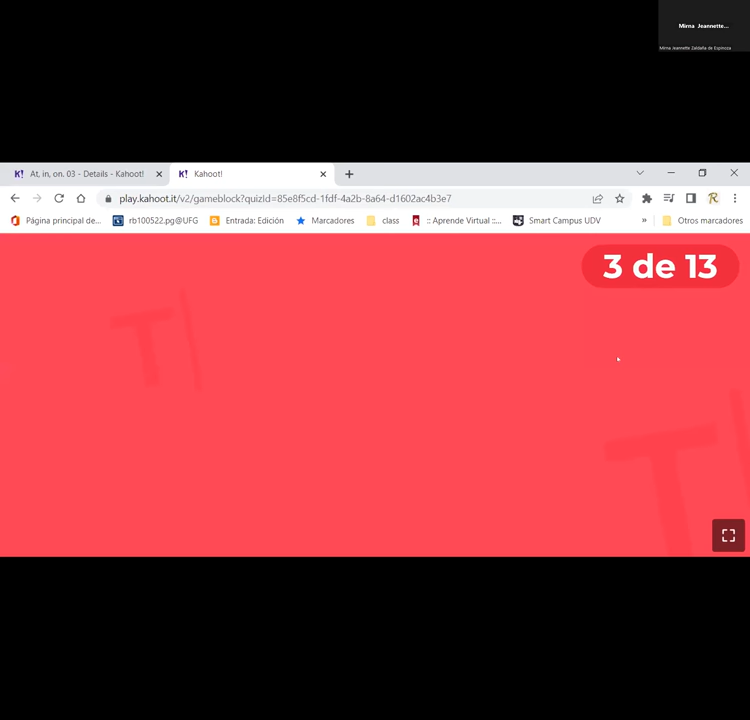 Mirna Jeannette...
Mirna Jeannette Zaldaña de Espinoza
K! At, in, on. 03 - Details - Kahoot!
K! Kahoot!
play.kahoot.it/v2/gameblock?quizId=85e8f5cd-1fdf-4a2b-8a64-d1602ac4b3e7
Página principal de... rb100522.pg@UFG Entrada: Edición Marcadores class :: Aprende Virtual ::... Smart Campus UDV » Otros marcadores
3 de 13
T|
T|